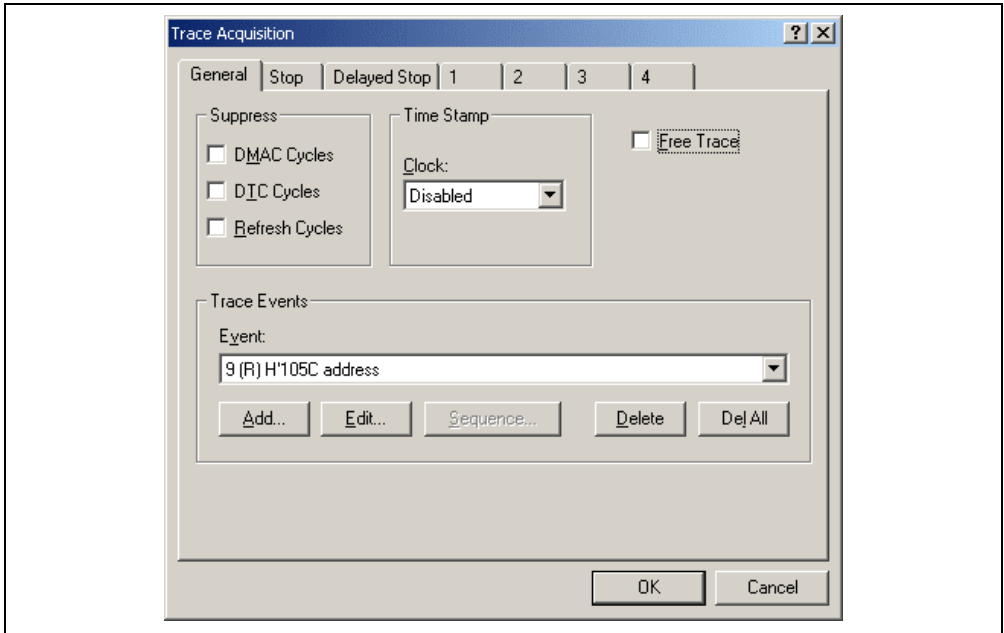 Trace Acquisition
General Stop Delayed Stop 1 2 3 4
Suppress
DMAC Cycles
DTC Cycles
Refresh Cycles
Time Stamp
Clock:
Disabled
Free Trace
Trace Events
Event:
9 (R) H'105C address
Add... Edit... Sequence... Delete Del All
OK Cancel